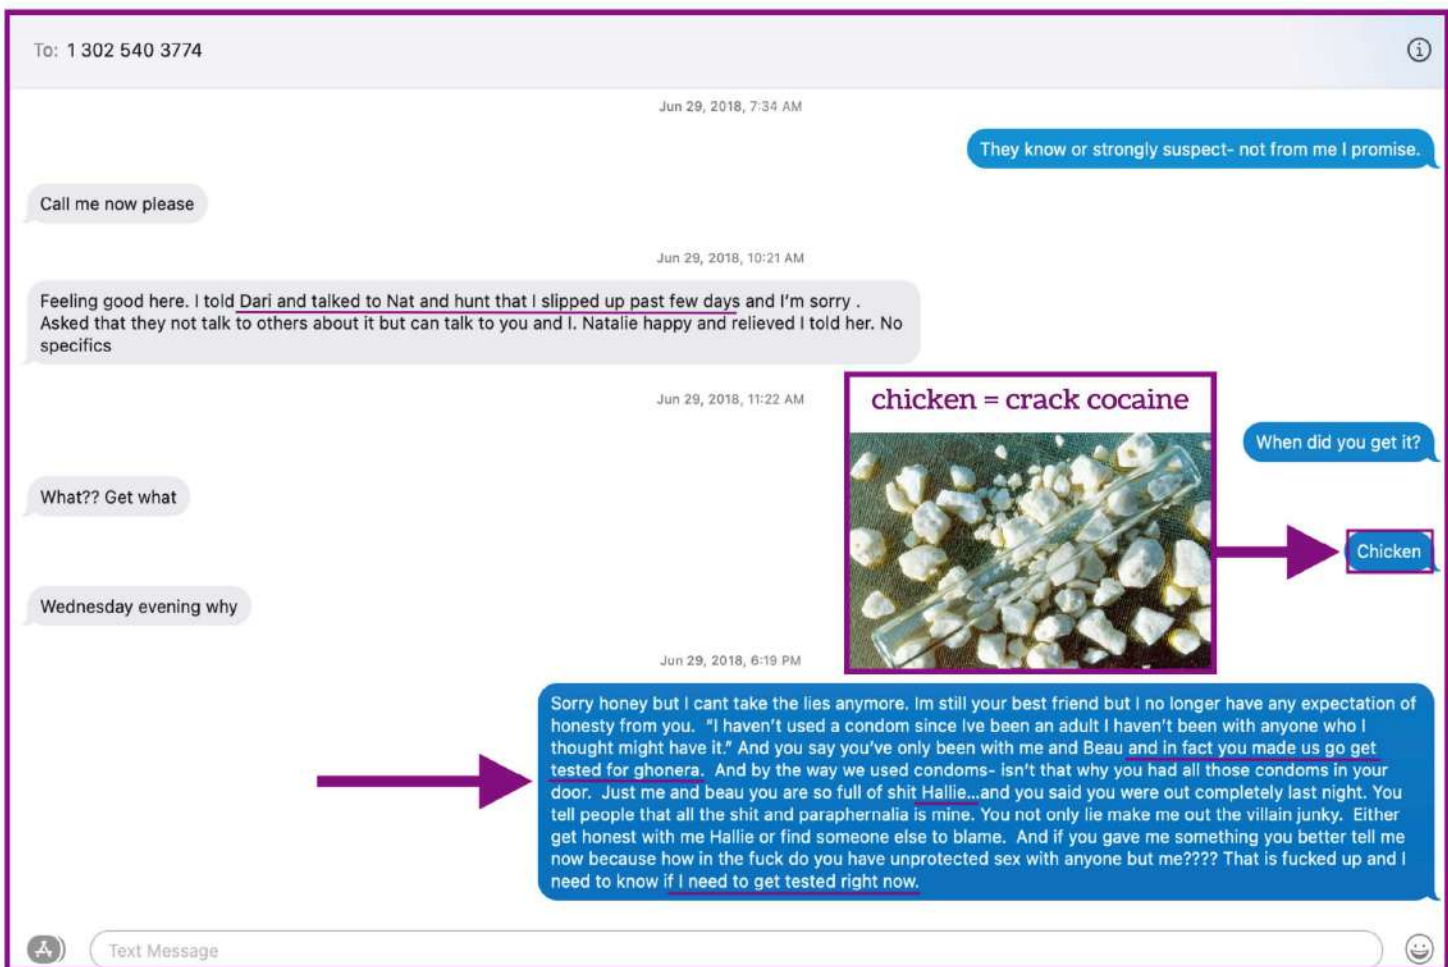 To: 1 302 540 3774
Jun 29, 2018, 7:34 AM
They know or strongly suspect- not from me I promise.
Call me now please
Jun 29, 2018, 10:21 AM
Feeling good here. I told Dari and talked to Nat and hunt that I slipped up past few days and I'm sorry .
Asked that they not talk to others about it but can talk to you and I. Natalie happy and relieved I told her. No
specifics
Jun 29, 2018, 11:22 AM
chicken = crack cocaine
When did you get it?
What?? Get what
Chicken
Wednesday evening why
Jun 29, 2018, 6:19 PM
Sorry honey but I cant take the lies anymore. Im still your best friend but I no longer have any expectation of
honesty from you. "I haven't used a condom since Ive been an adult I haven't been with anyone who I
thought might have it." And you say you've only been with me and Beau and in fact you made us go get
tested for ghonera. And by the way we used condoms- isn't that why you had all those condoms in your
door. Just me and beau you are so full of shit Hallie...and you said you were out completely last night. You
tell people that all the shit and paraphernalia is mine. You not only lie make me out the villain junky. Either
get honest with me Hallie or find someone else to blame. And if you gave me something you better tell me
now because how in the fuck do you have unprotected sex with anyone but me???? That is fucked up and I
need to know if I need to get tested right now.
Text Message